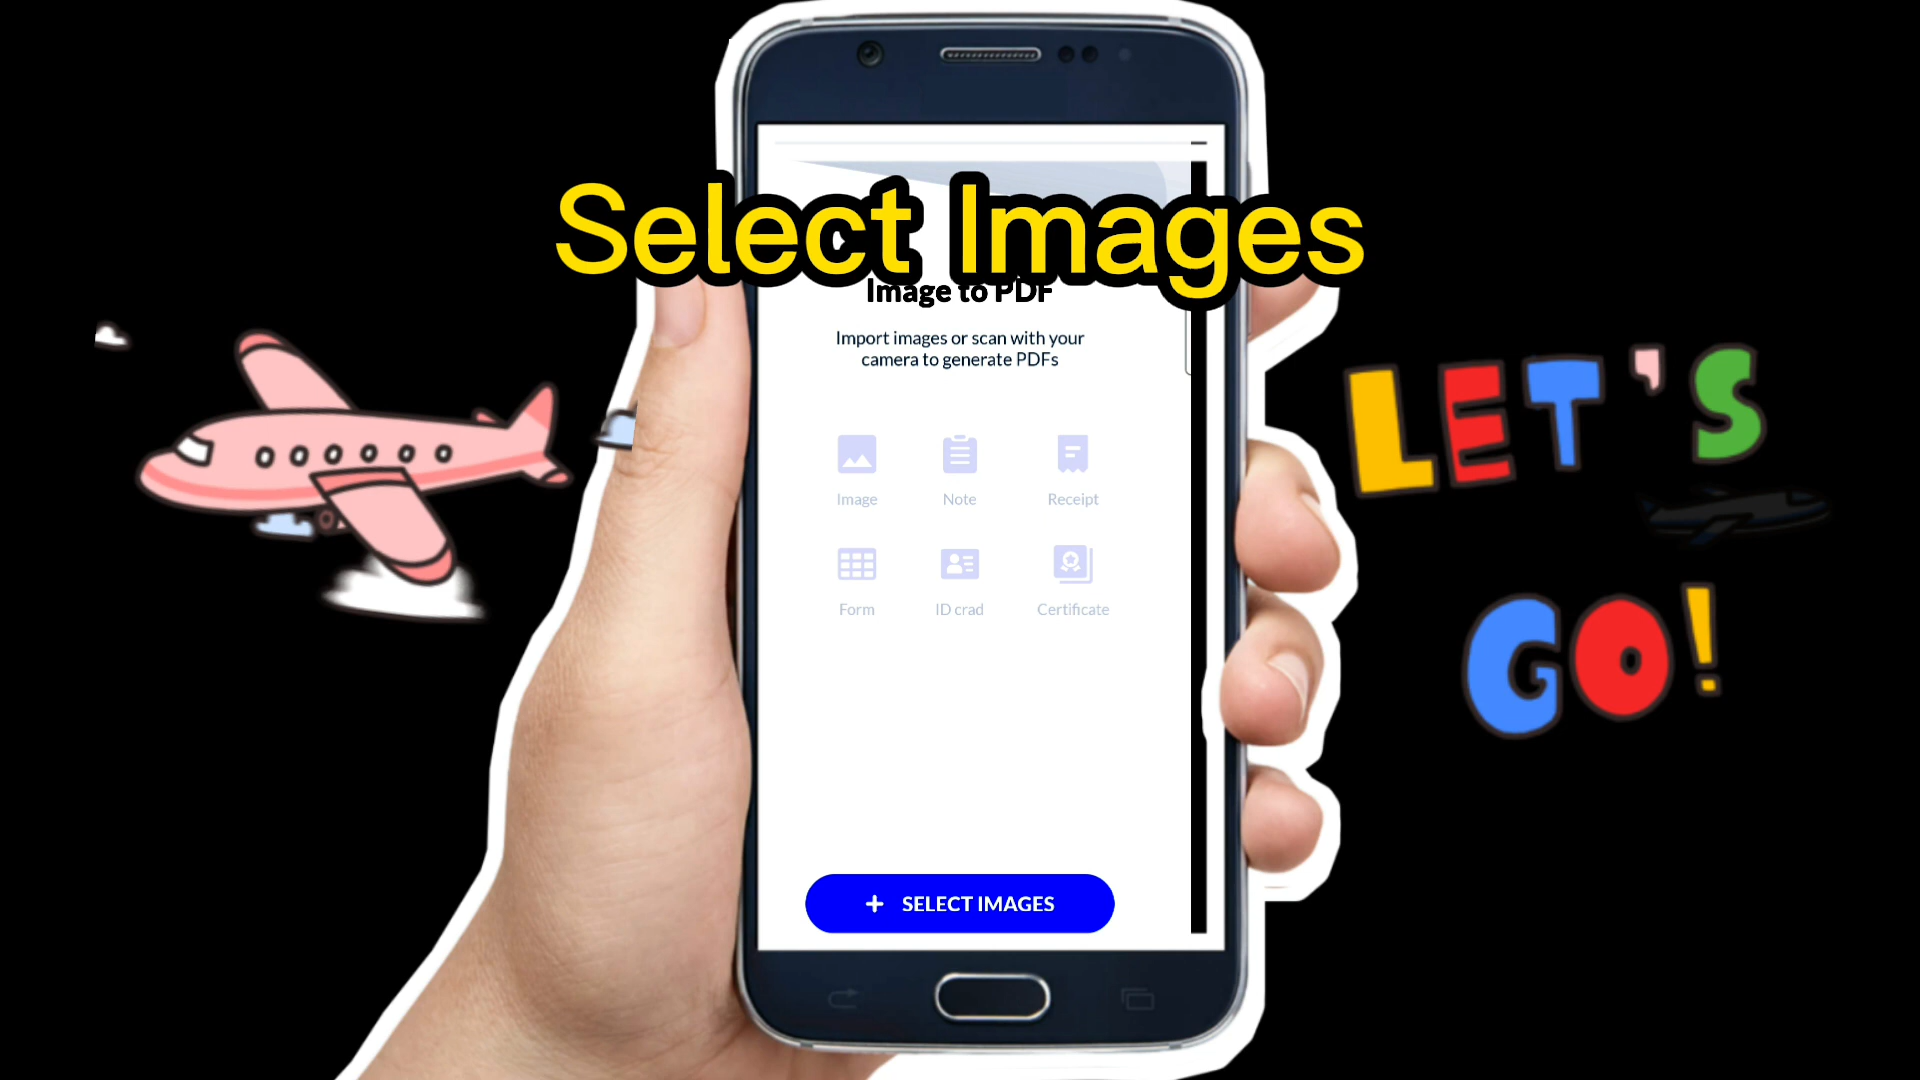 Select Images
Image to PDF
Import images or scan with your
camera to generate PDFs
Image
Note
Receipt
Form
ID crad
Certificate
+ SELECT IMAGES
LET'S
GO!